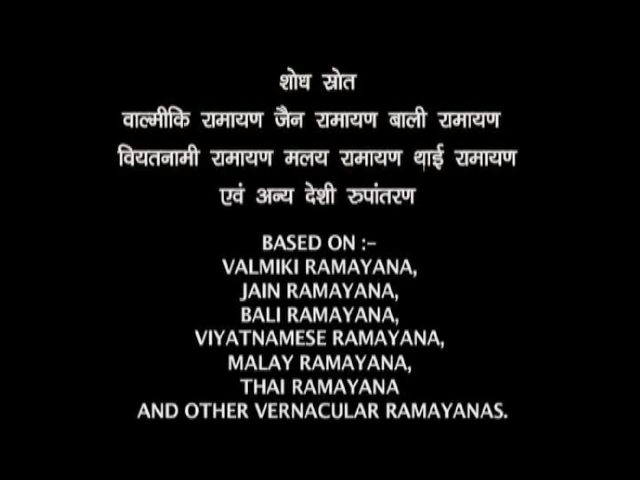 शोध स्रोत
वाल्मीकि रामायण जैन रामायण बाली रामायण
वियतनामी रामायण मलय रामायण थाई रामायण
एवं अन्य देशी रुपांतरण
BASED ON :-
VALMIKI RAMAYANA,
JAIN RAMAYANA,
BALI RAMAYANA,
VIYATNAMESE RAMAYANA,
MALAY RAMAYANA,
THAI RAMAYANA
AND OTHER VERNACULAR RAMAYANAS.